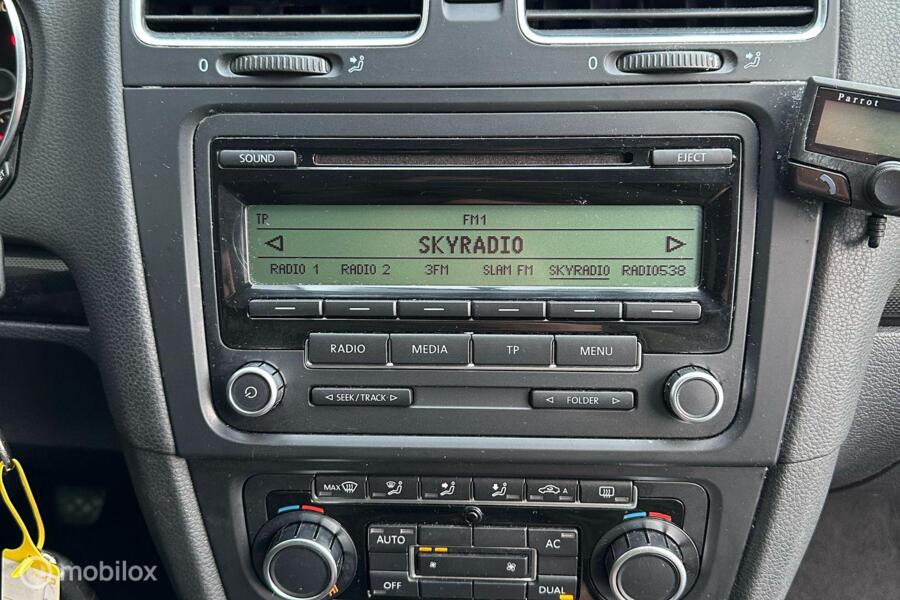 0 0
Parrot
SOUND EJECT
TP FM1
SKYRADIO
RADIO 1 RADIO 2 3FM SLAM FM SKYRADIO RADIO538
RADIO MEDIA TP MENU
SEEK/TRACK FOLDER
MAX A
AUTO AC
OFF DUAL
mobilox